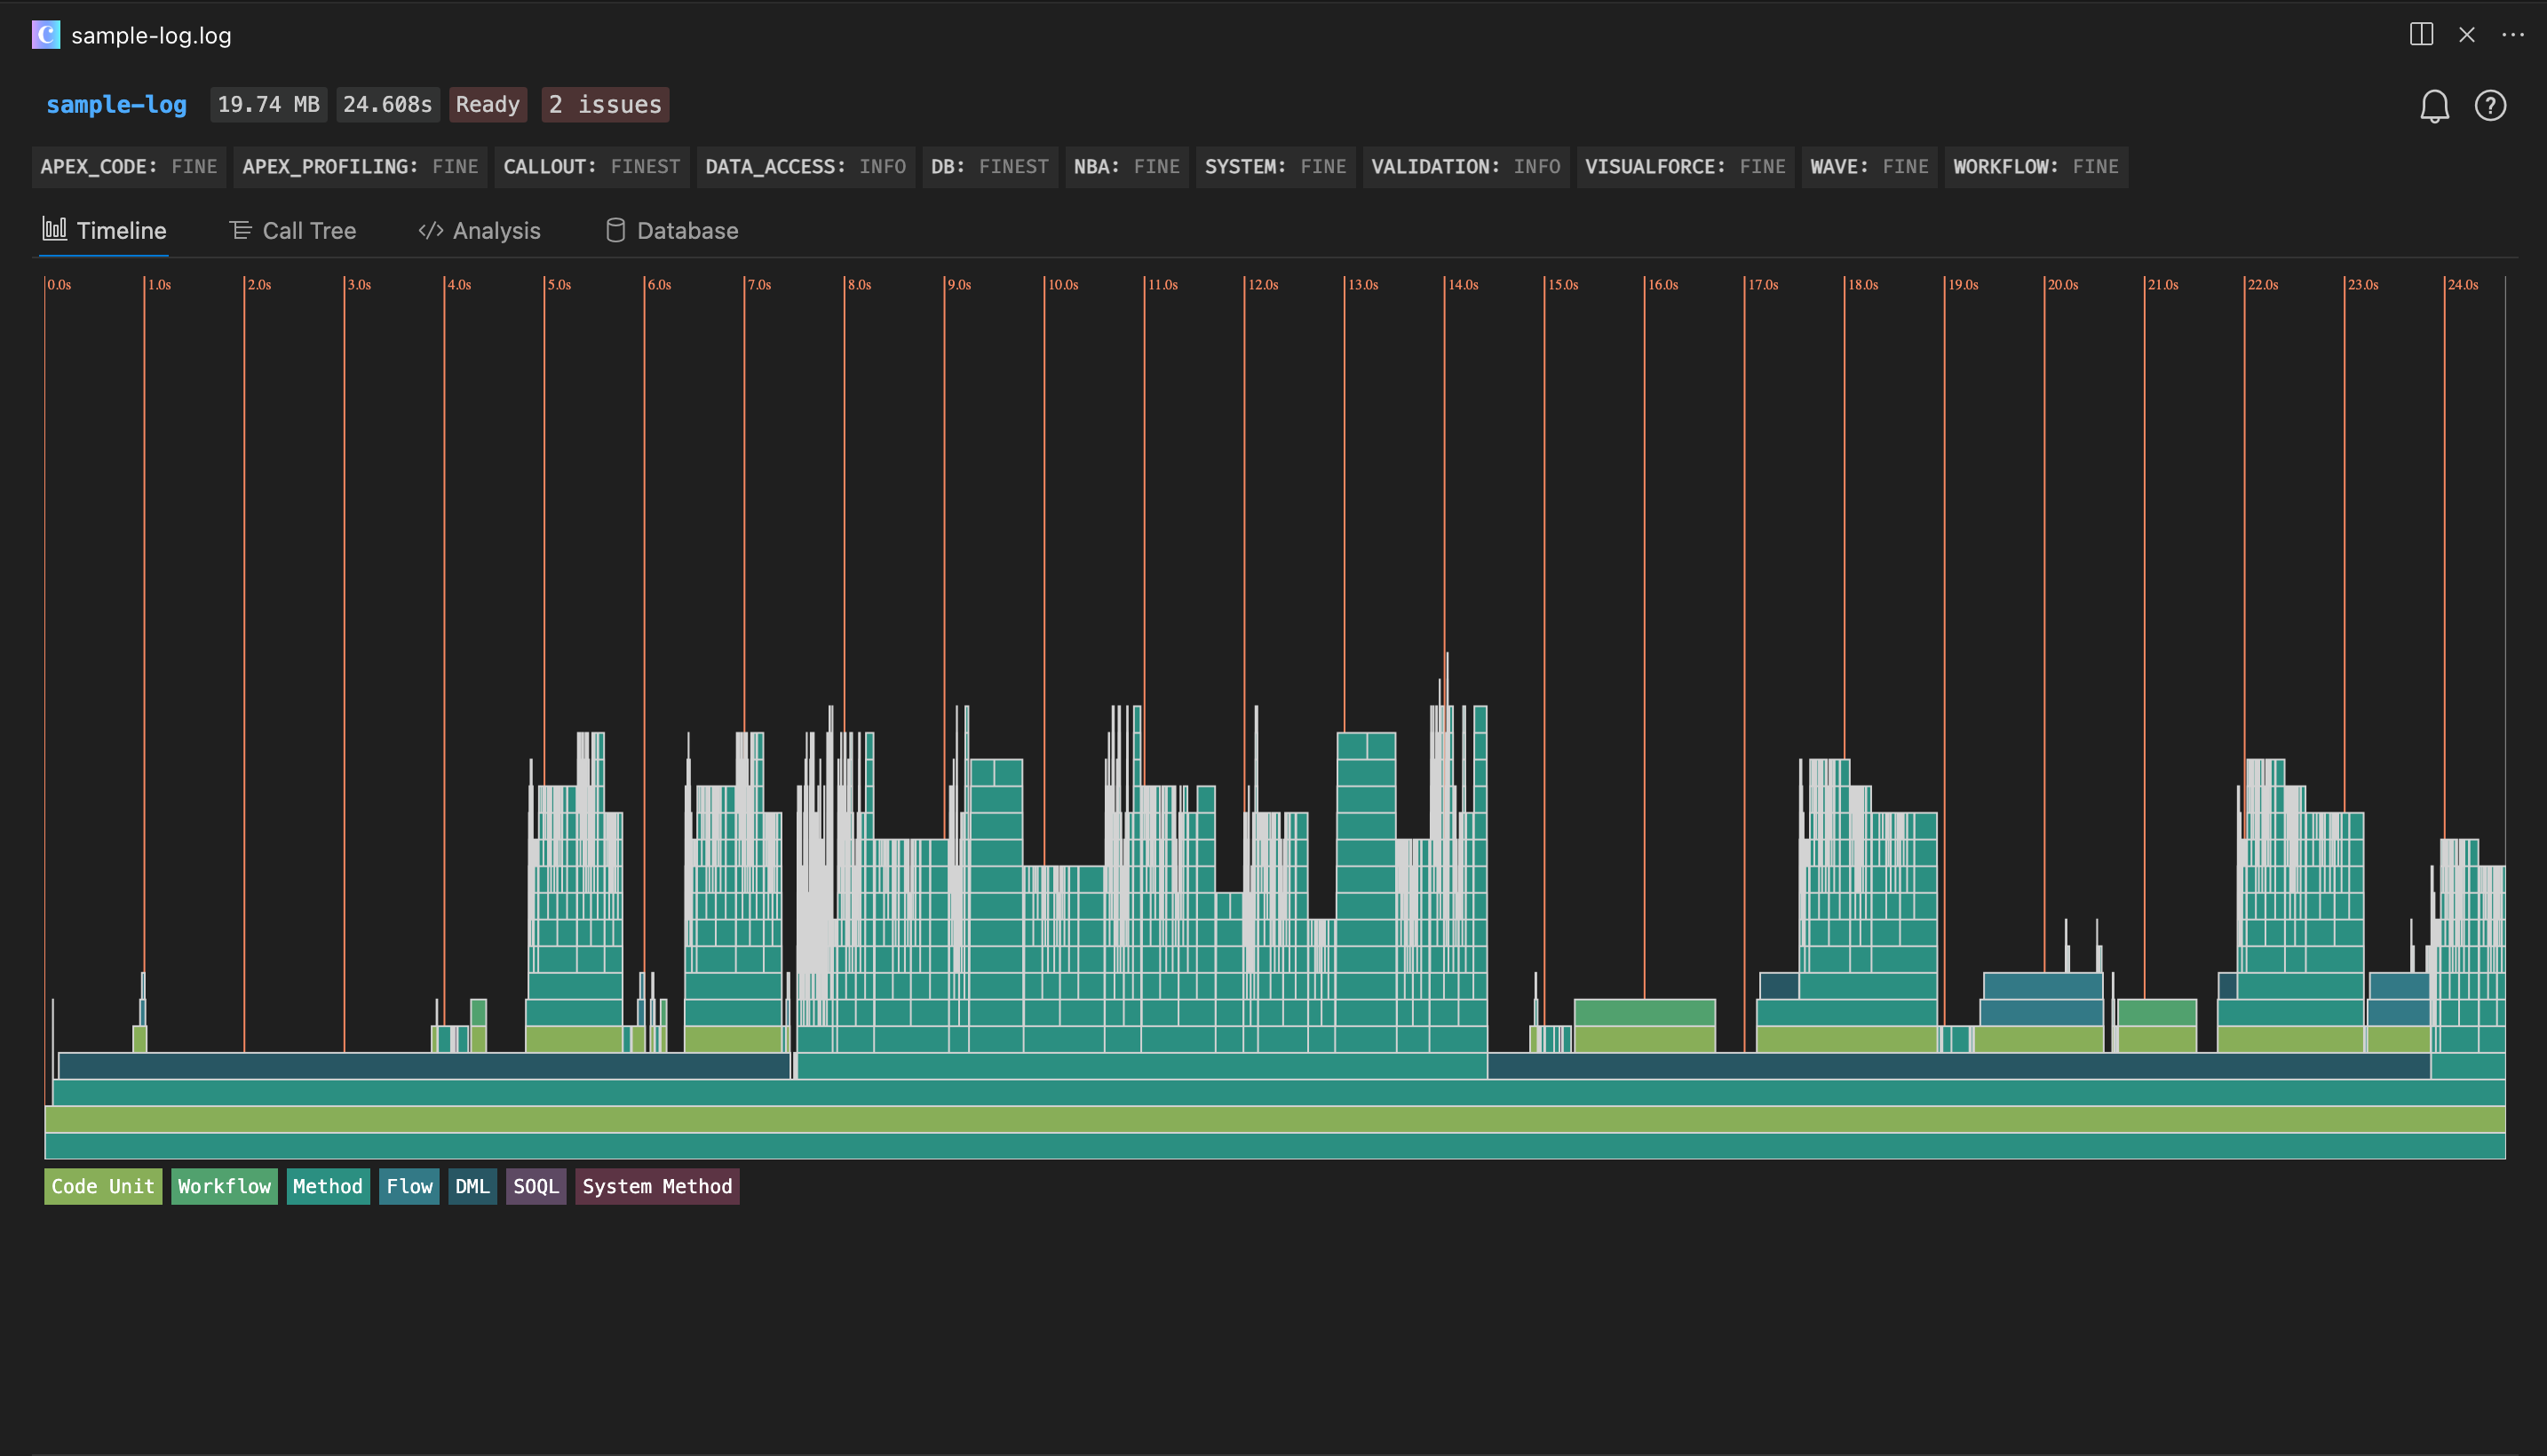 sample-log.log
sample-log 19.74 MB 24.608s Ready 2 issues
APEX_CODE: FINE APEX_PROFILING: FINE CALLOUT: FINEST DATA_ACCESS: INFO DB: FINEST NBA: FINE SYSTEM: FINE VALIDATION: INFO VISUALFORCE: FINE WAVE: FINE WORKFLOW: FINE
Timeline Call Tree Analysis Database
0.0s 1.0s 2.0s 3.0s 4.0s 5.0s 6.0s 7.0s 8.0s 9.0s 10.0s 11.0s 12.0s 13.0s 14.0s 15.0s 16.0s 17.0s 18.0s 19.0s 20.0s 21.0s 22.0s 23.0s 24.0s
Code Unit Workflow Method Flow DML SOQL System Method